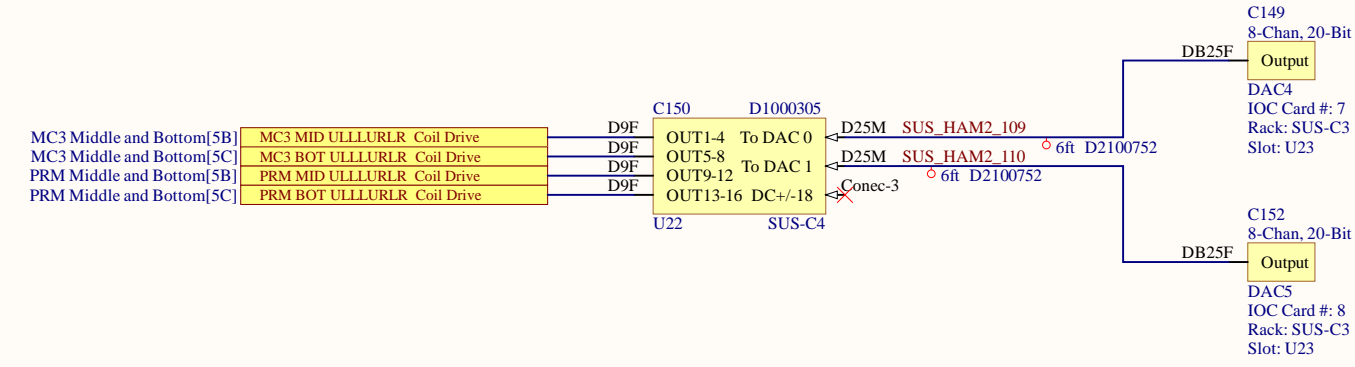 C149
8-Chan, 20-Bit
DB25F
Output
DAC4
IOC Card #: 7
Rack: SUS-C3
Slot: U23
C150 D1000305
MC3 Middle and Bottom[5B] MC3 MID ULLLURLR Coil Drive D9F OUT1-4 To DAC 0 D25M SUS_HAM2_109
6ft D2100752
MC3 Middle and Bottom[5C] MC3 BOT ULLLURLR Coil Drive D9F OUT5-8
To DAC 1 D25M SUS_HAM2_110
6ft D2100752
PRM Middle and Bottom[5B] PRM MID ULLLURLR Coil Drive D9F OUT9-12
PRM Middle and Bottom[5C] PRM BOT ULLLURLR Coil Drive D9F OUT13-16 DC+/-18 Conec-3
U22 SUS-C4
C152
8-Chan, 20-Bit
DB25F
Output
DAC5
IOC Card #: 8
Rack: SUS-C3
Slot: U23